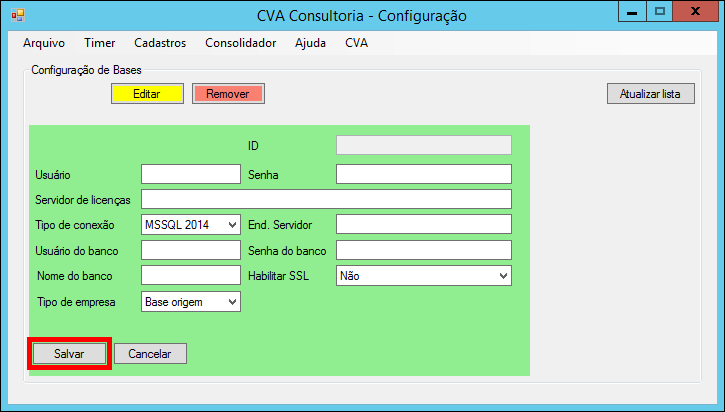 CVA Consultoria - Configuração
Arquivo Timer Cadastros Consolidador Ajuda CVA
Configuração de Bases
Editar Remover Atualizar lista
ID
Usuário Senha
Servidor de licenças
Tipo de conexão MSSQL 2014 End. Servidor
Usuário do banco Senha do banco
Nome do banco Habilitar SSL Não
Tipo de empresa Base origem
Salvar Cancelar